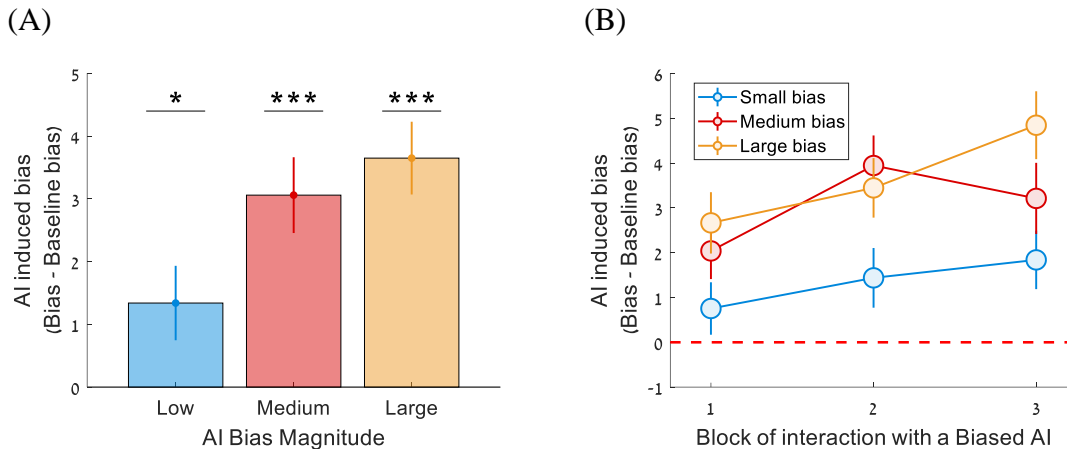 (A)
AI induced bias
(Bias - Baseline bias)
5
4
3
2
1
0
*
***
***
Low
Medium
Large
AI Bias Magnitude
(B)
AI induced bias
(Bias - Baseline bias)
6
5
4
3
2
1
0
-1
Small bias
Medium bias
Large bias
1
2
3
Block of interaction with a Biased AI